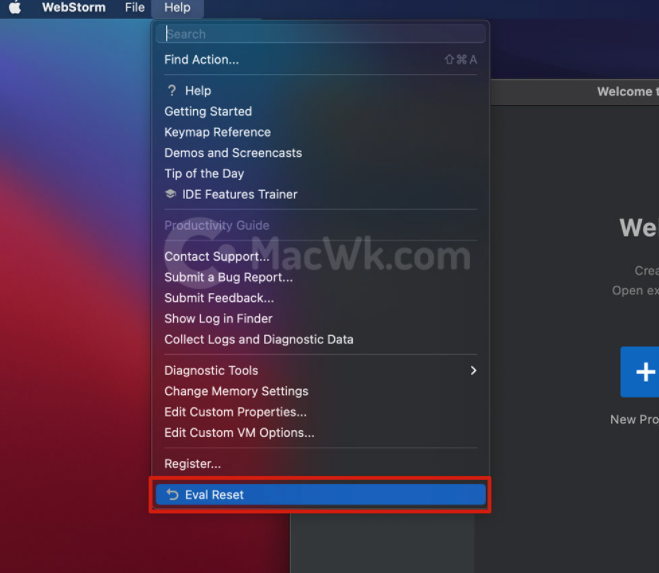 WebStorm File Help
Search
Find Action... ⇧⌘A
? Help
Getting Started
Keymap Reference
Demos and Screencasts
Tip of the Day
IDE Features Trainer
Productivity Guide
MacWk.com
Contact Support...
Submit a Bug Report...
Submit Feedback...
Show Log in Finder
Collect Logs and Diagnostic Data
Diagnostic Tools
Change Memory Settings
Edit Custom Properties...
Edit Custom VM Options...
Register...
Eval Reset
Welcome t
We
Crea
Open ex
New Pro